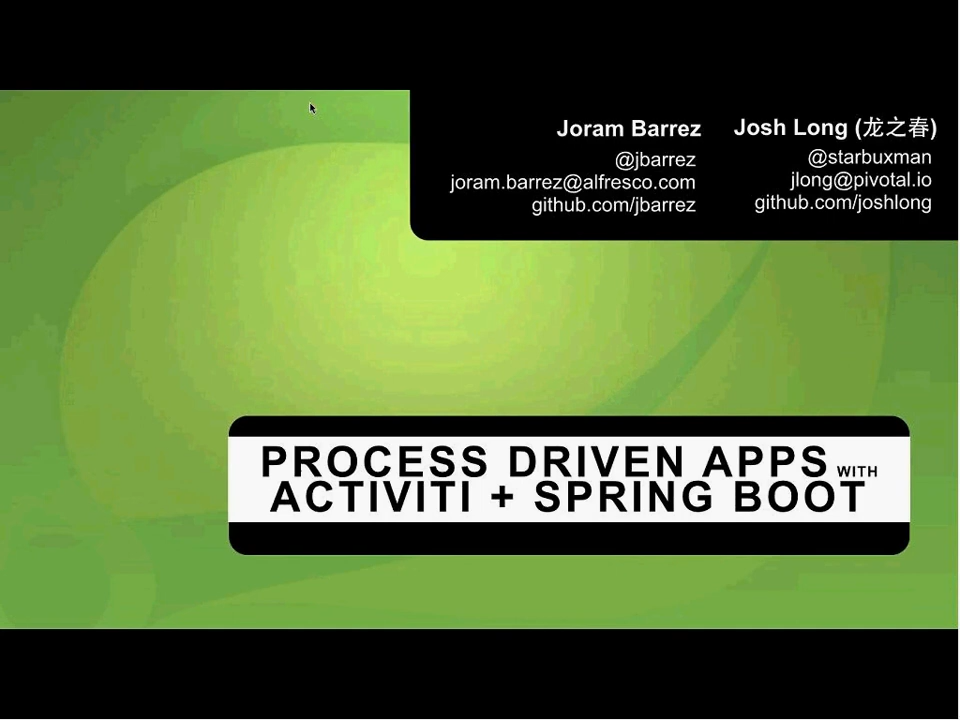 Joram Barrez
@jbarrez
joram.barrez@alfresco.com
github.com/jbarrez
Josh Long (龙之春)
@starbuxman
jlong@pivotal.io
github.com/joshlong
PROCESS DRIVEN APPS WITH
ACTIVITI + SPRING BOOT